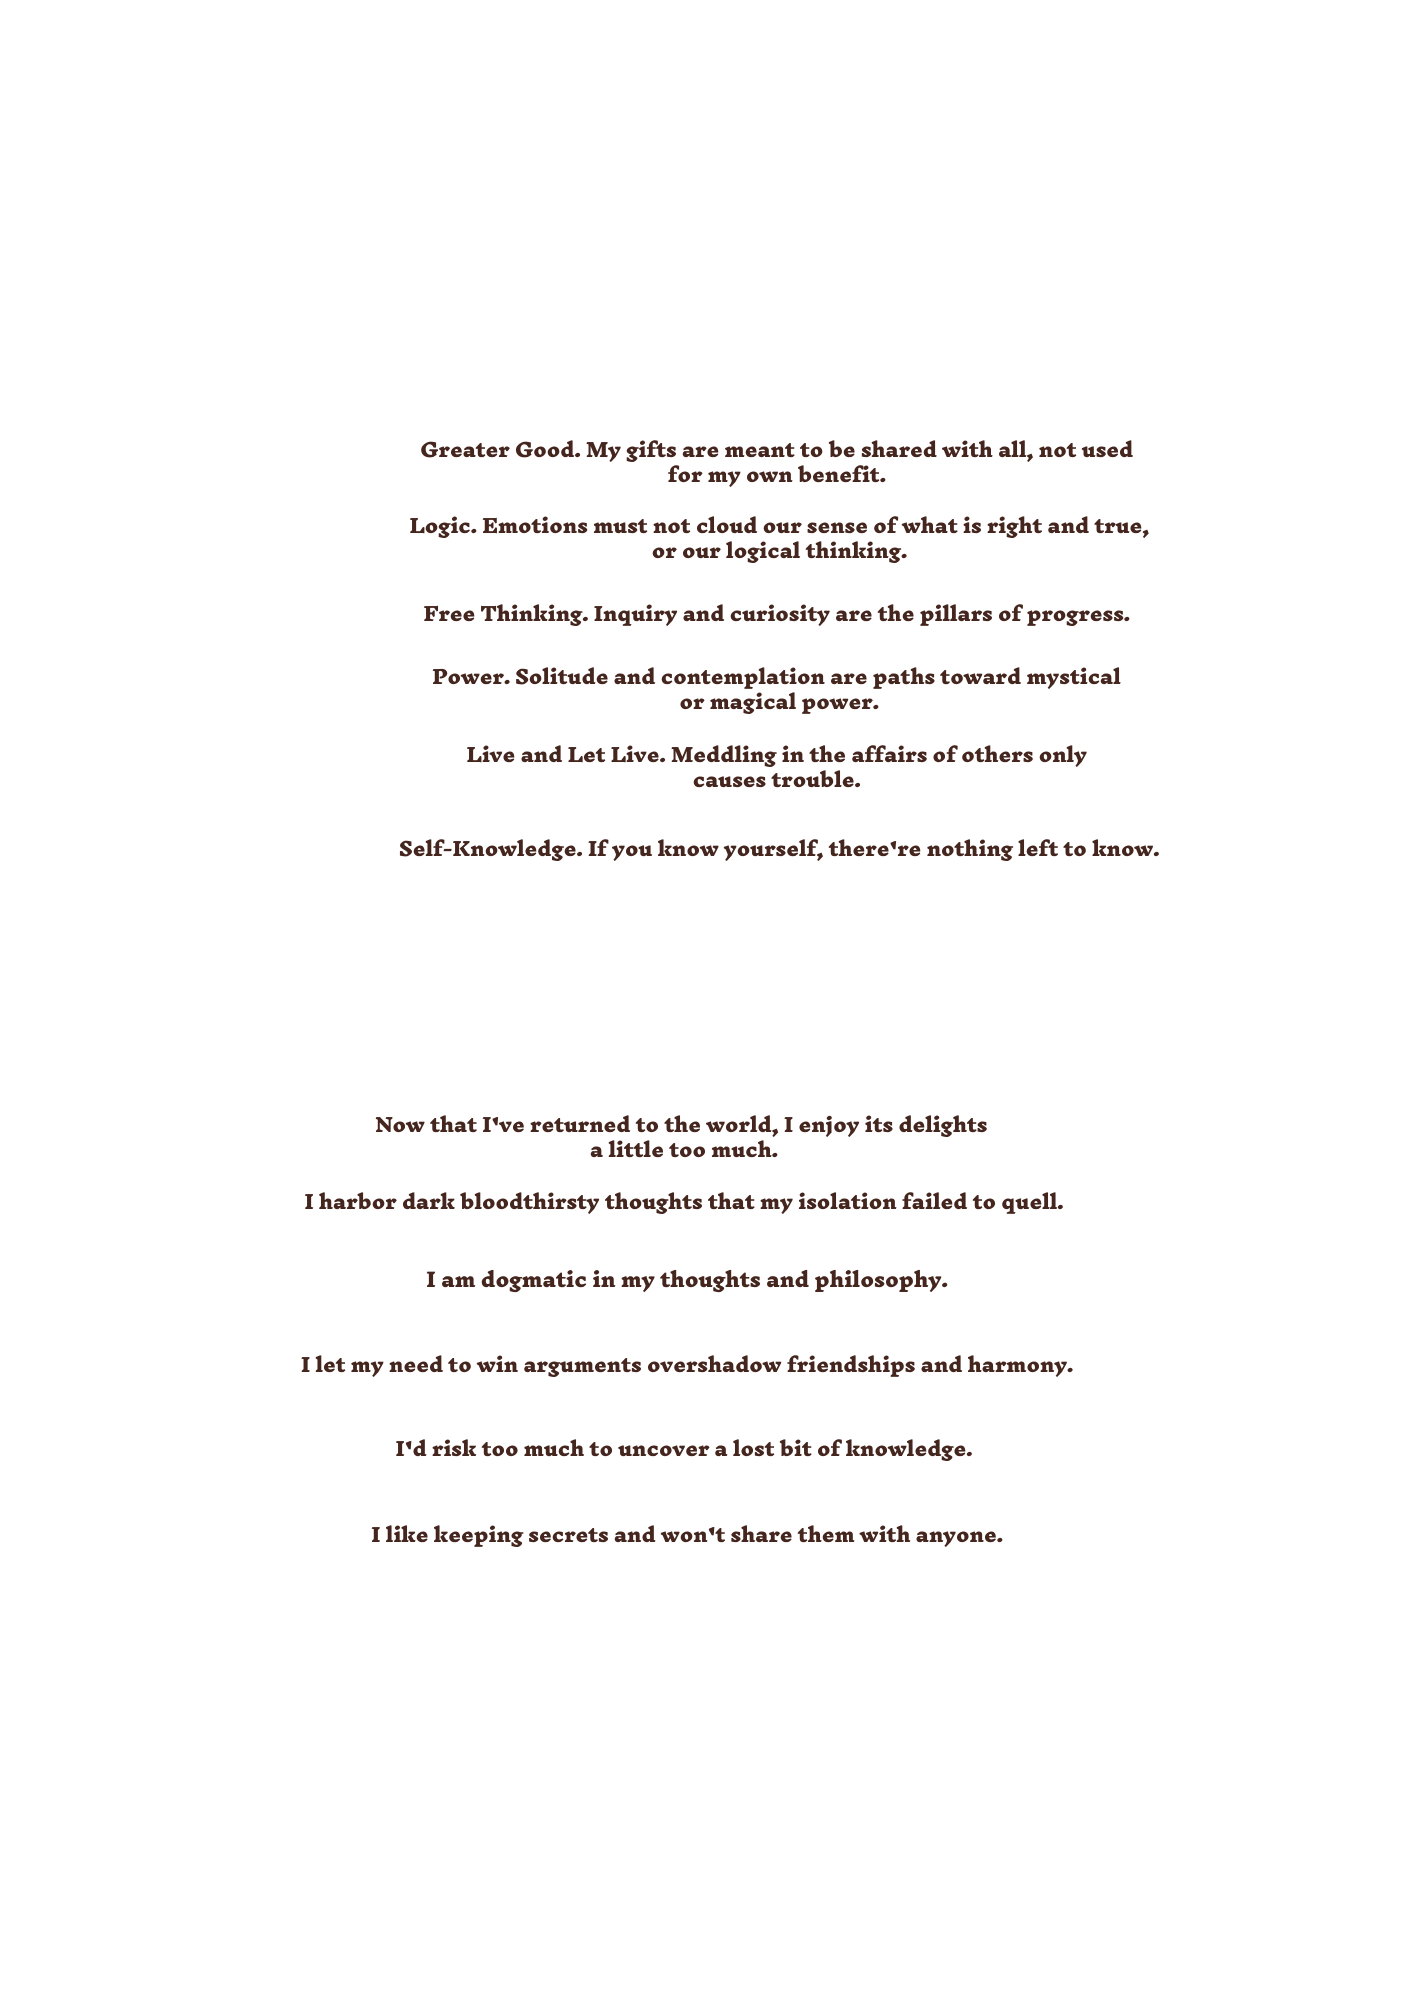 Greater Good. My gifts are meant to be shared with all, not used
for my own benefit.
Logic. Emotions must not cloud our sense of what is right and true,
or our logical thinking.
Free Thinking. Inquiry and curiosity are the pillars of progress.
Power. Solitude and contemplation are paths toward mystical
or magical power.
Live and Let Live. Meddling in the affairs of others only
causes trouble.
Self-Knowledge. If you know yourself, there're nothing left to know.
Now that I've returned to the world, I enjoy its delights
a little too much.
I harbor dark bloodthirsty thoughts that my isolation failed to quell.
I am dogmatic in my thoughts and philosophy.
I let my need to win arguments overshadow friendships and harmony.
I'd risk too much to uncover a lost bit of knowledge.
I like keeping secrets and won't share them with anyone.